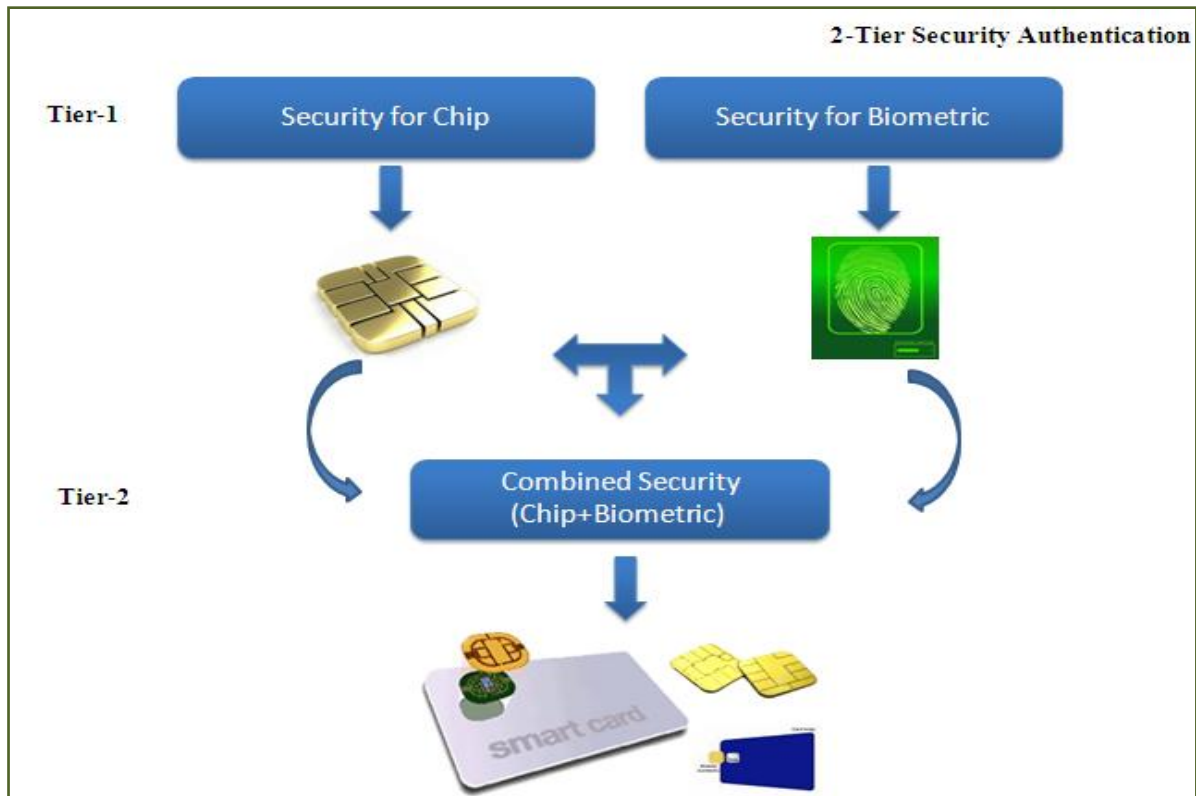 2-Tier Security Authentication
Tier-1
Security for Chip
Security for Biometric
Tier-2
Combined Security
(Chip+Biometric)
smart card